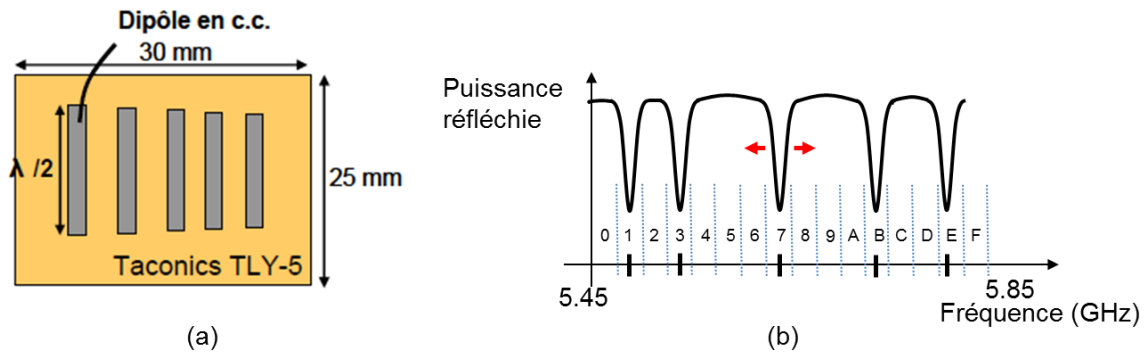 Dipôle en c.c.
30 mm
λ /2
25 mm
Taconics TLY-5
(a)
Puissance
réfléchie
0 1 2 3 4 5 6 7 8 9 A B C D E F
5.45
5.85
Fréquence (GHz)
(b)